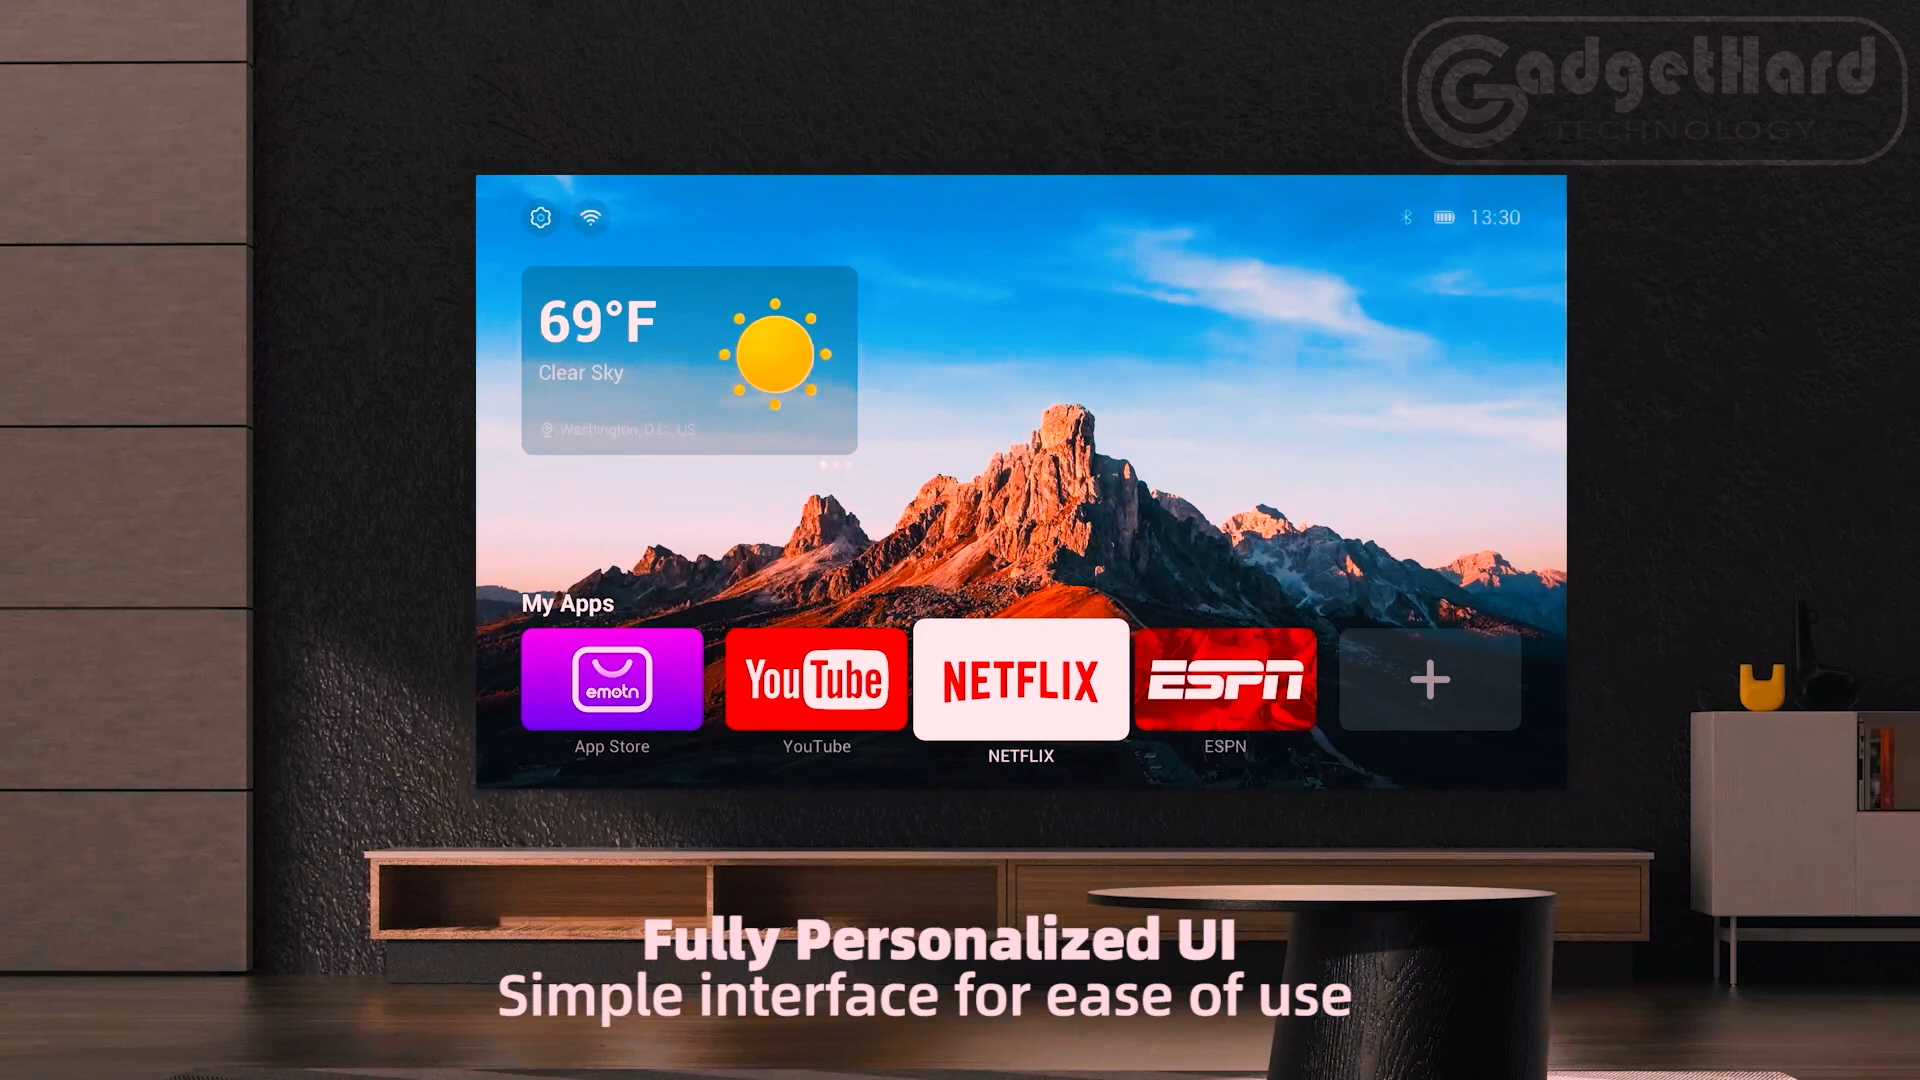 GadgetHard
TECHNOLOGY
13:30
69°F
Clear Sky
Washington, D.C., US
My Apps
emotn
YouTube
NETFLIX
ESPN
App Store
YouTube
NETFLIX
ESPN
Fully Personalized UI
Simple interface for ease of use